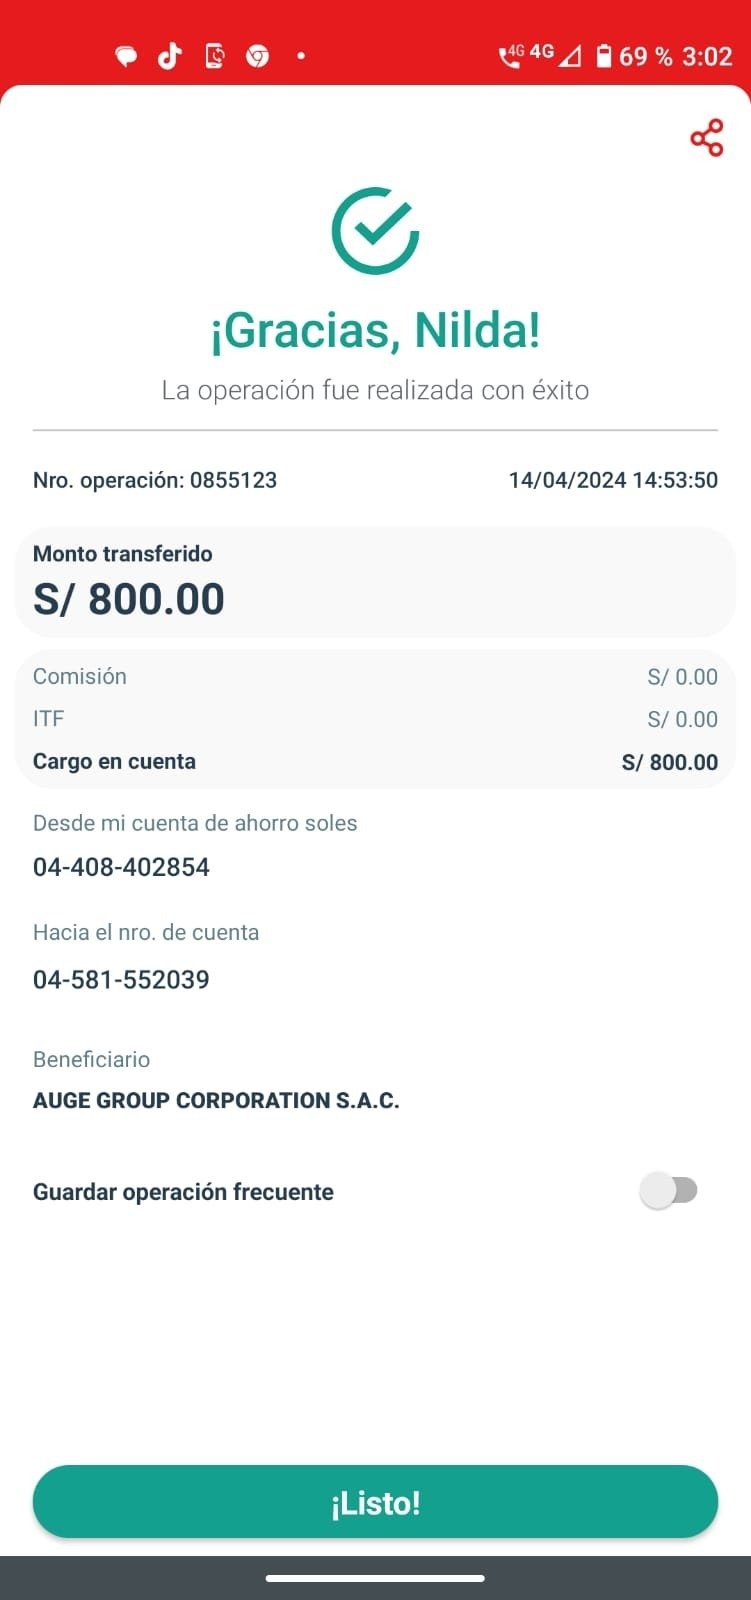 4G 4G 69 % 3:02
¡Gracias, Nilda!
La operación fue realizada con éxito
Nro. operación: 0855123 14/04/2024 14:53:50
Monto transferido
S/ 800.00
Comisión S/ 0.00
ITF S/ 0.00
Cargo en cuenta S/ 800.00
Desde mi cuenta de ahorro soles
04-408-402854
Hacia el nro. de cuenta
04-581-552039
Beneficiario
AUGE GROUP CORPORATION S.A.C.
Guardar operación frecuente
¡Listo!